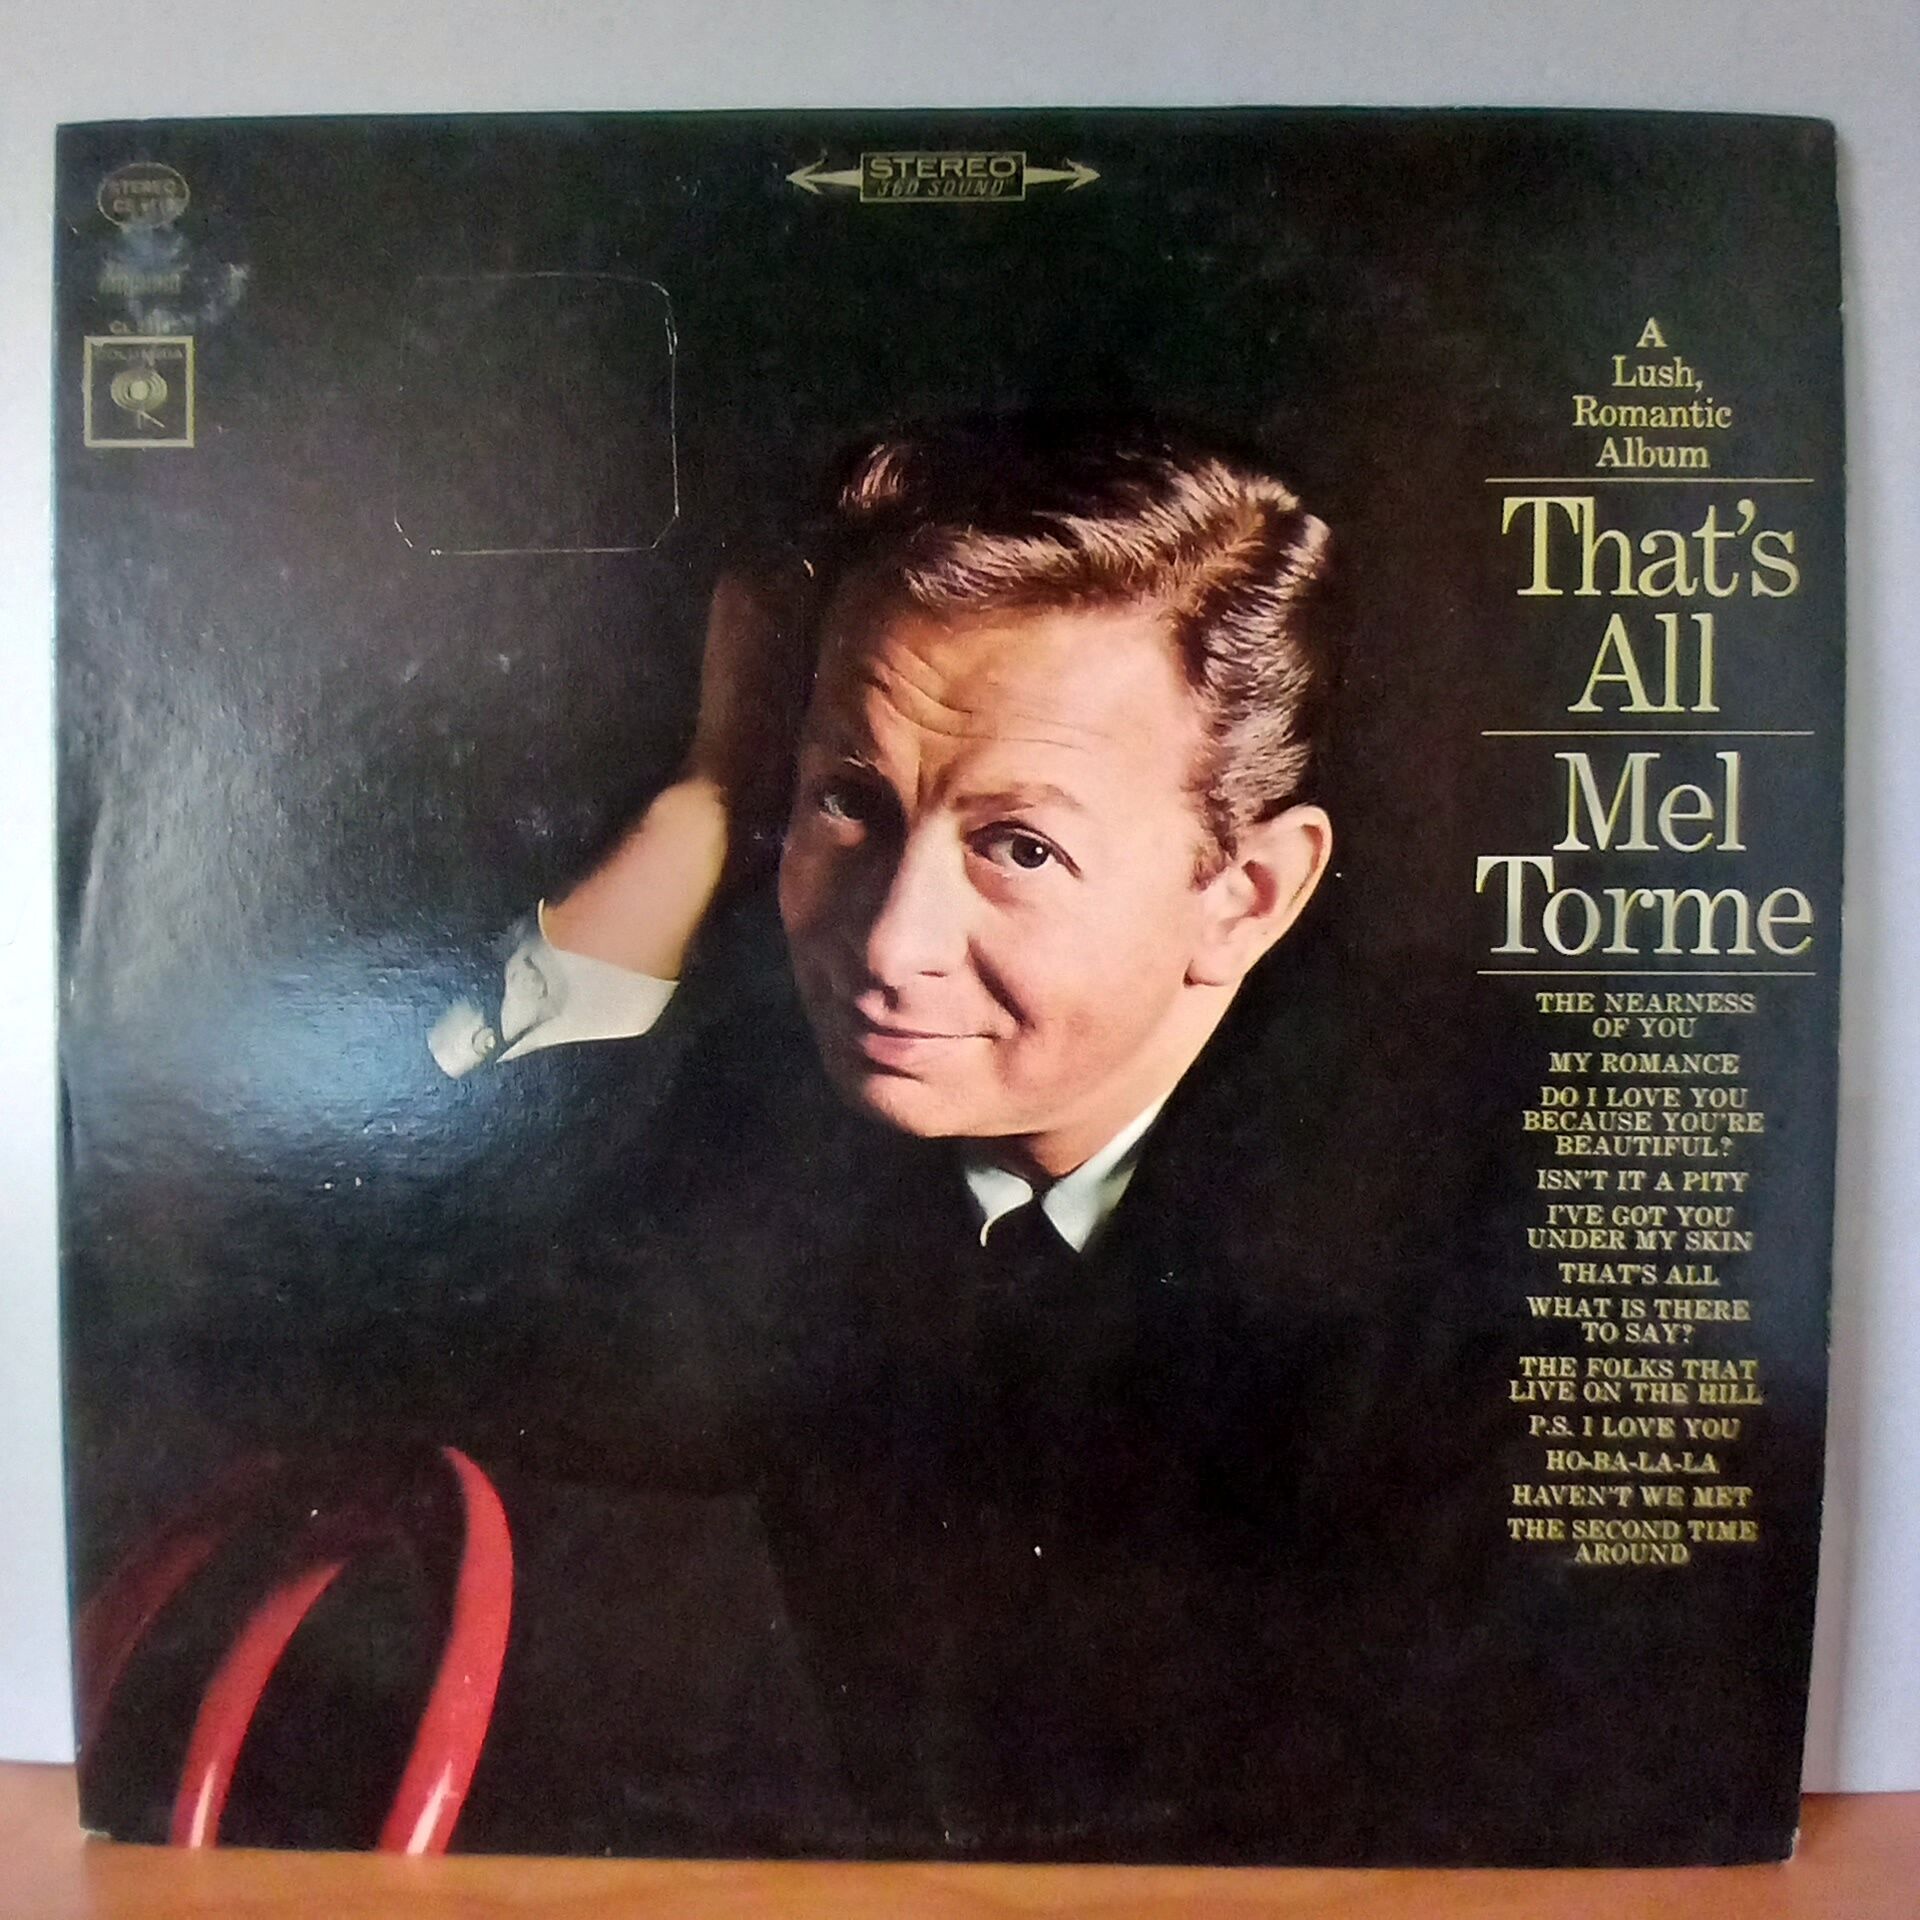 STEREO
360 SOUND
STEREO
COLUMBIA
A
Lush,
Romantic
Album
That's
All
Mel
Torme
THE NEARNESS
OF YOU
MY ROMANCE
DO I LOVE YOU
BECAUSE YOU'RE
BEAUTIFUL?
ISN'T IT A PITY
I'VE GOT YOU
UNDER MY SKIN
THAT'S ALL
WHAT IS THERE
TO SAY?
THE FOLKS THAT
LIVE ON THE HILL
P.S. I LOVE YOU
HO-BA-LA-LA
HAVEN'T WE MET
THE SECOND TIME
AROUND